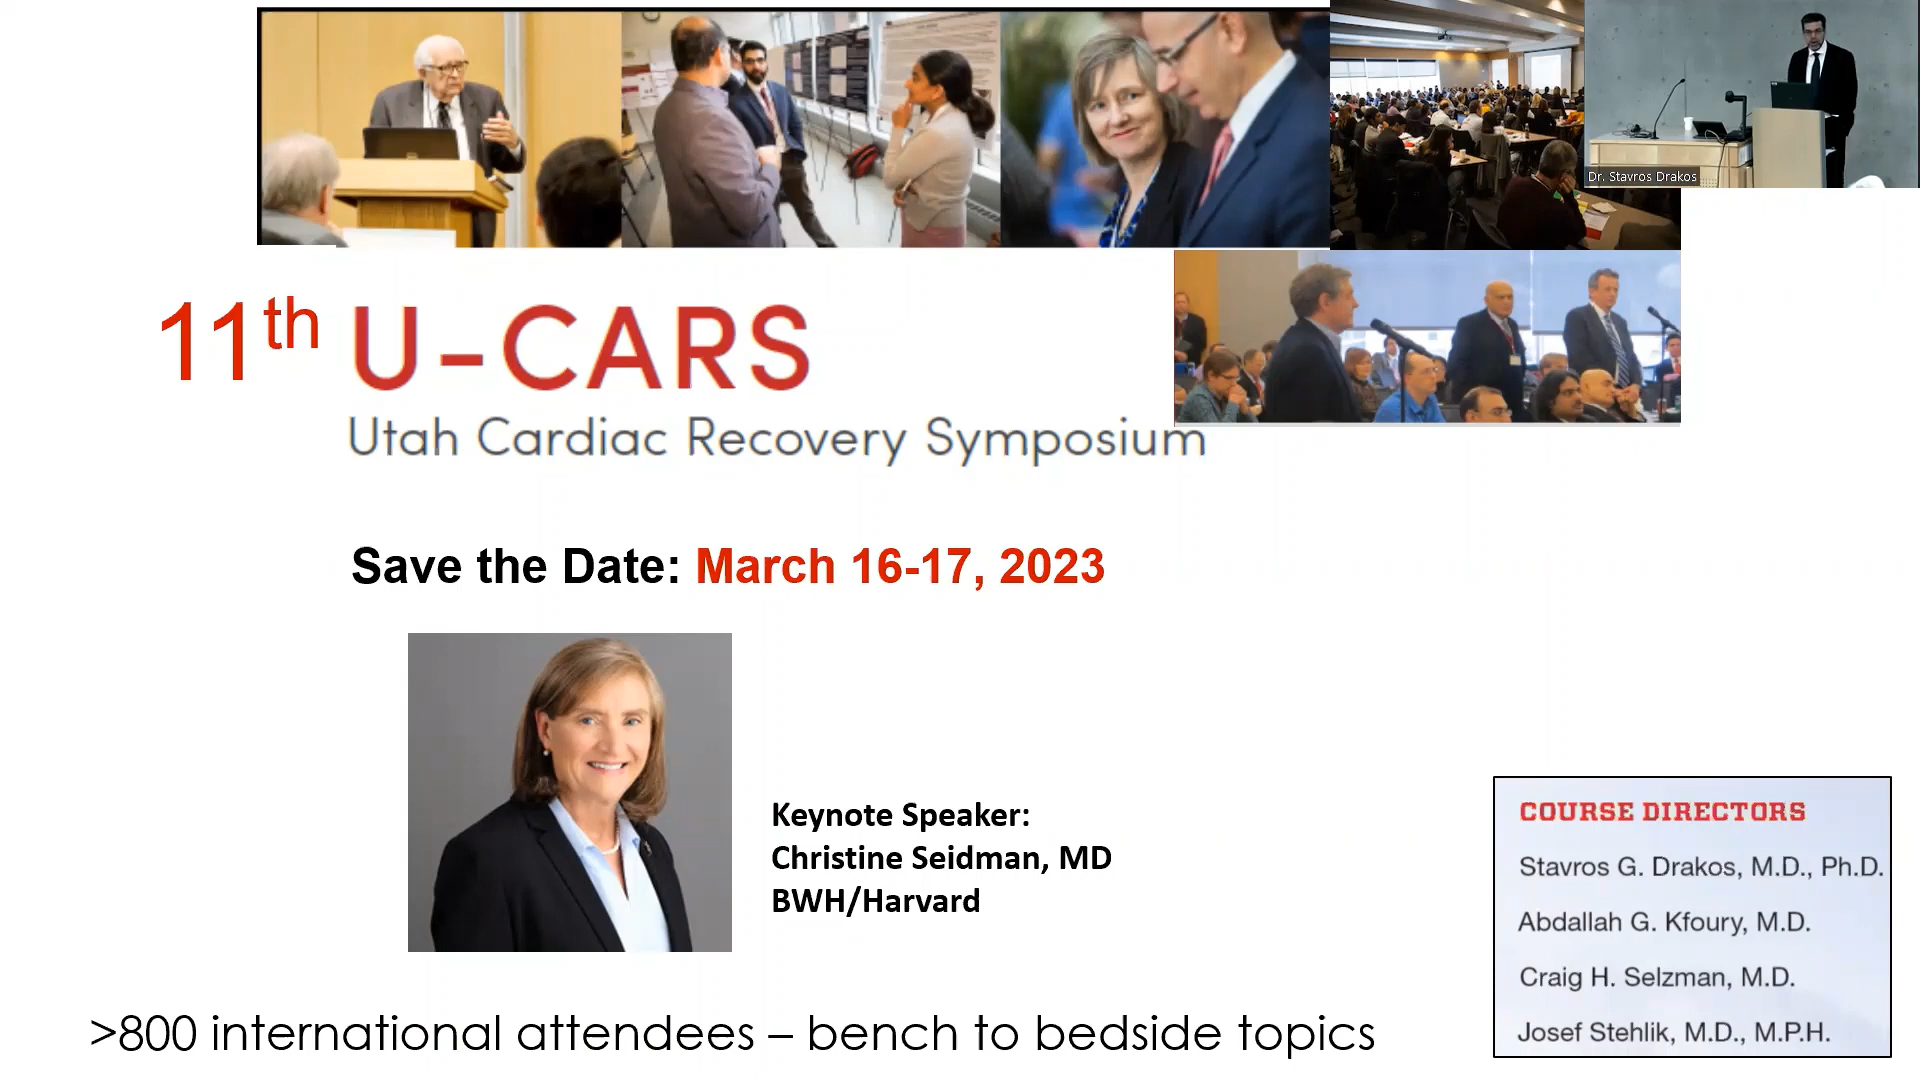 Dr. Stavros Drakos
11th U-CARS
Utah Cardiac Recovery Symposium
Save the Date: March 16-17, 2023
Keynote Speaker:
Christine Seidman, MD
BWH/Harvard
COURSE DIRECTORS
Stavros G. Drakos, M.D., Ph.D.
Abdallah G. Kfoury, M.D.
Craig H. Selzman, M.D.
Josef Stehlik, M.D., M.P.H.
>800 international attendees – bench to bedside topics